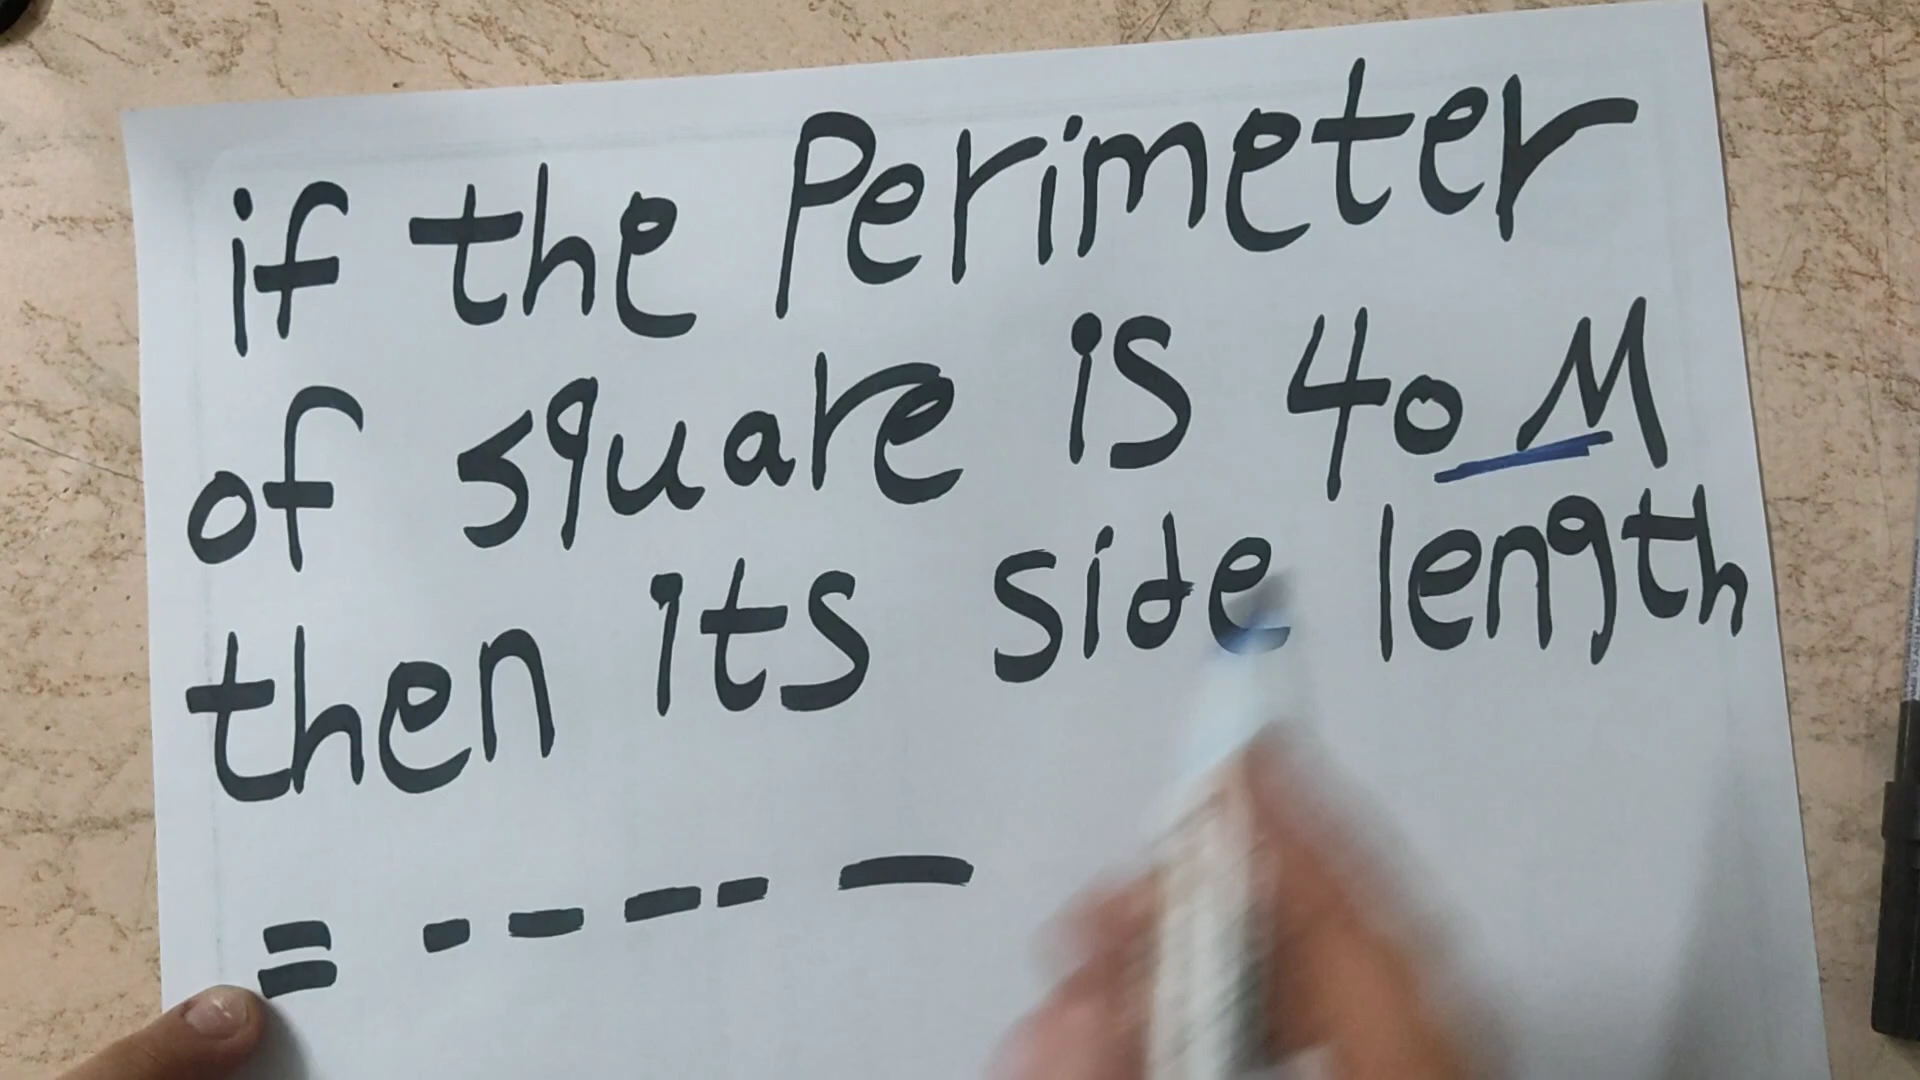 if the Perimeter
of square is 40 M
then its side length
= - - - - -